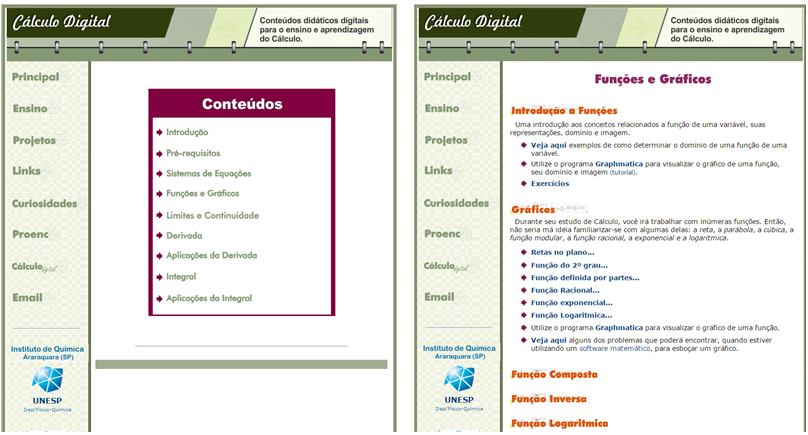 Cálculo Digital
Conteúdos didáticos digitais
para o ensino e aprendizagem
do Cálculo.
Principal
Ensino
Projetos
Links
Curiosidades
Proenc
Cálculo digital
Email
Instituto de Química
Araraquara (SP)
UNESP
Dep/Físico-Química
Conteúdos
Introdução
Pré-requisitos
Sistemas de Equações
Funções e Gráficos
Limites e Continuidade
Derivada
Aplicações da Derivada
Integral
Aplicações da Integral
Cálculo Digital
Conteúdos didáticos digitais
para o ensino e aprendizagem
do Cálculo.
Principal
Ensino
Projetos
Links
Curiosidades
Proenc
Cálculo digital
Email
Instituto de Química
Araraquara (SP)
UNESP
Dep/Físico-Química
Funções e Gráficos
Introdução a Funções
Uma introdução aos conceitos relacionados a função de uma variável, suas
representações, domínio e imagem.
Veja aqui exemplos de como determinar o domínio de uma função de uma
variável.
Utilize o programa Graphmatica para visualizar o gráfico de uma função,
seu domínio e imagem (tutorial).
Exercícios
Gráficos
Durante seu estudo de Cálculo, você irá trabalhar com inúmeras funções. Então,
não seria má idéia familiarizar-se com algumas delas: a reta, a parábola, a cúbica, a
função modular, a função racional, a exponencial e a logaritmica.
Retas no plano...
Função do 2º grau...
Função definida por partes...
Função Racional...
Função exponencial...
Função Logaritmica...
Utilize o programa Graphmatica para visualizar o gráfico de uma função.
Veja aqui alguns dos problemas que poderá encontrar, quando estiver
utilizando um software matemático, para esboçar um gráfico.
Função Composta
Função Inversa
Função Logaritmica